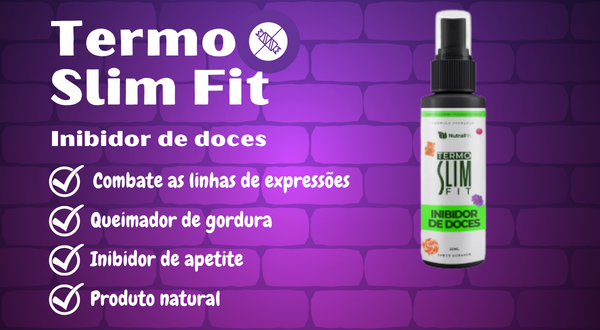 Termo
Slim Fit
Inibidor de doces
Combate as linhas de expressões
Queimador de gordura
Inibidor de apetite
Produto natural
TERMO
SLIM
FIT
INIBIDOR
DE DOCES